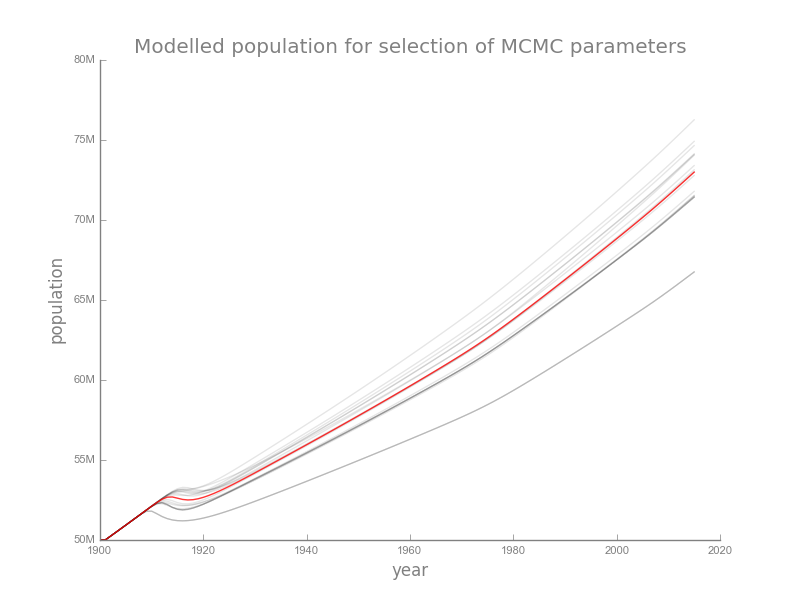 Modelled population for selection of MCMC parameters
80M
75M
70M
65M
60M
55M
50M
population
1900 1920 1940 1960 1980 2000 2020
year